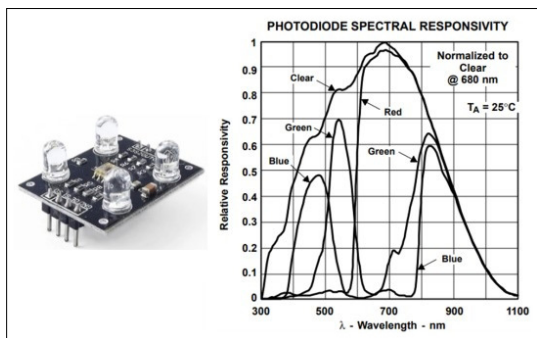 PHOTODIODE SPECTRAL RESPONSIVITY
Normalized to
Clear
@ 680 nm
TA = 25°C
Clear
Red
Green
Green
Blue
Blue
Relative Responsivity
1
0.9
0.8
0.7
0.6
0.5
0.4
0.3
0.2
0.1
0
300
500
700
900
1100
λ - Wavelength - nm